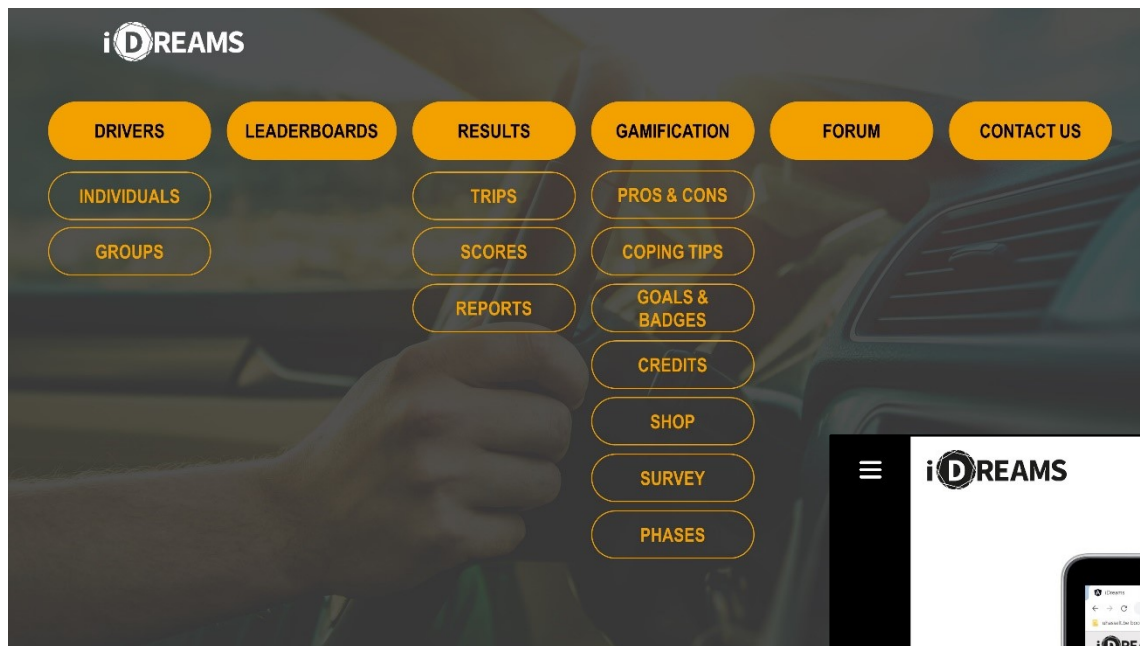 iDREAMS
DRIVERS
LEADERBOARDS
RESULTS
GAMIFICATION
FORUM
CONTACT US
INDIVIDUALS
TRIPS
PROS & CONS
GROUPS
SCORES
COPING TIPS
REPORTS
GOALS &
BADGES
CREDITS
SHOP
SURVEY
PHASES
iDREAMS
iDreams